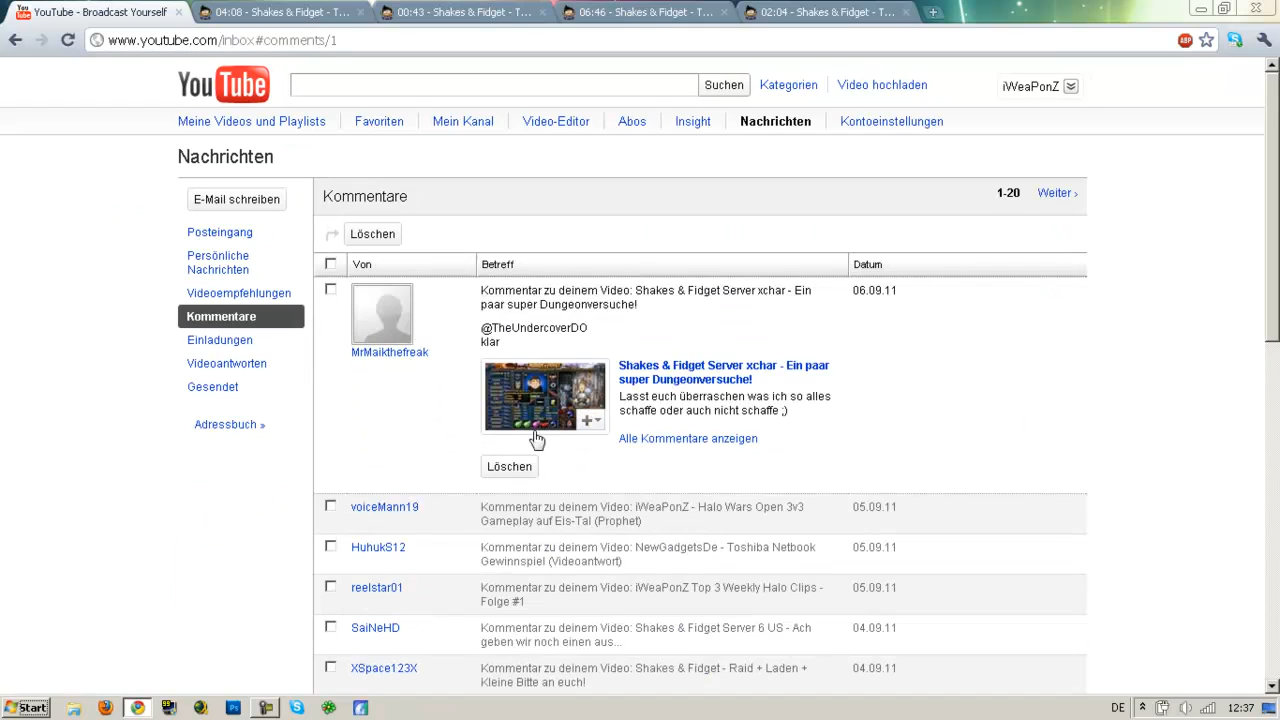 YouTube - Broadcast Yourself
04:08 - Shakes & Fidget - T...
00:43 - Shakes & Fidget - T...
06:46 - Shakes & Fidget - T...
02:04 - Shakes & Fidget - T...
www.youtube.com/inbox#comments/1
ABP
YouTube
Suchen
Kategorien
Video hochladen
iWeaPonZ
Meine Videos und Playlists
Favoriten
Mein Kanal
Video-Editor
Abos
Insight
Nachrichten
Kontoeinstellungen
Nachrichten
E-Mail schreiben
Posteingang
Persönliche
Nachrichten
Videoempfehlungen
Kommentare
Einladungen
Videoantworten
Gesendet
Adressbuch »
Kommentare
1-20
Weiter ›
Löschen
Von
Betreff
Datum
MrMaikthefreak
Kommentar zu deinem Video: Shakes & Fidget Server xchar - Ein
paar super Dungeonversuche!
06.09.11
@TheUndercoverDO
klar
Shakes & Fidget Server xchar - Ein paar
super Dungeonversuche!
Lasst euch überraschen was ich so alles
schaffe oder auch nicht schaffe ;)
Alle Kommentare anzeigen
Löschen
voiceMann19
Kommentar zu deinem Video: iWeaPonZ - Halo Wars Open 3v3
Gameplay auf Eis-Tal (Prophet)
05.09.11
HuhukS12
Kommentar zu deinem Video: NewGadgetsDe - Toshiba Netbook
Gewinnspiel (Videoantwort)
05.09.11
reelstar01
Kommentar zu deinem Video: iWeaPonZ Top 3 Weekly Halo Clips -
Folge #1
05.09.11
SaiNeHD
Kommentar zu deinem Video: Shakes & Fidget Server 6 US - Ach
geben wir noch einen aus...
04.09.11
XSpace123X
Kommentar zu deinem Video: Shakes & Fidget - Raid + Laden +
Kleine Bitte an euch!
04.09.11
Start
DE
12:37